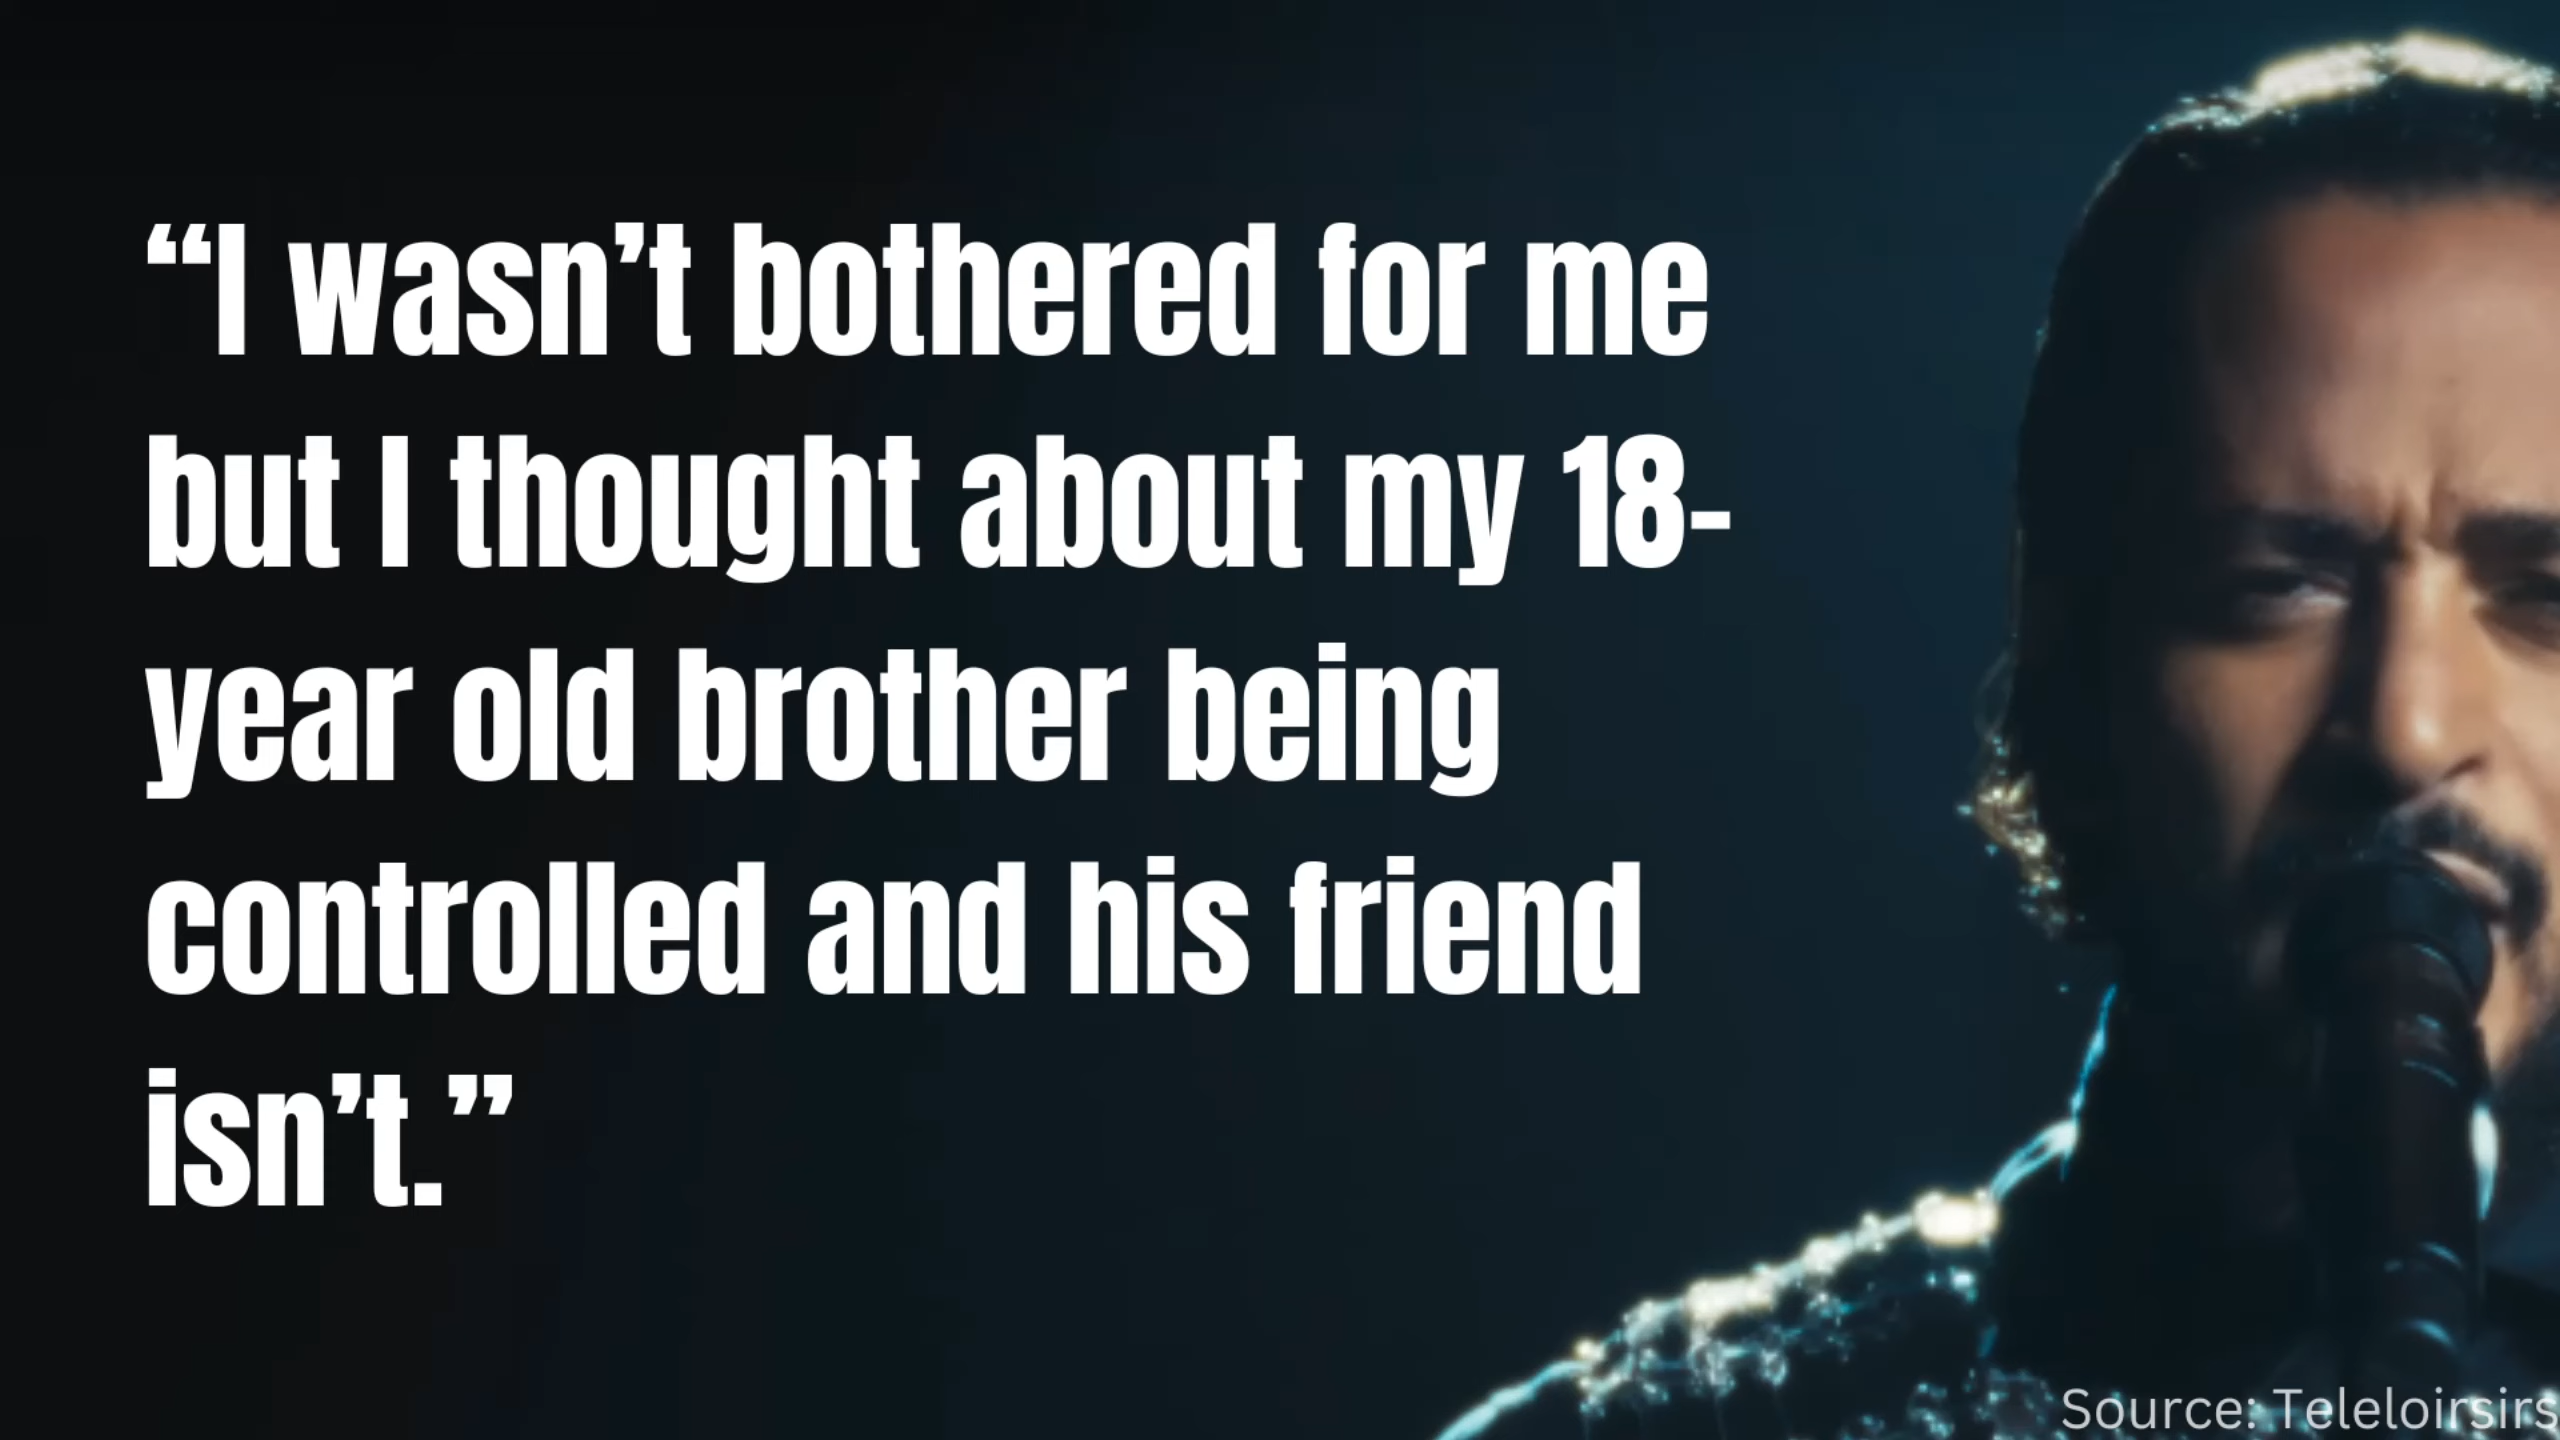 “I wasn’t bothered for me
but I thought about my 18-
year old brother being
controlled and his friend
isn’t.”
Source: Teleloirsirs